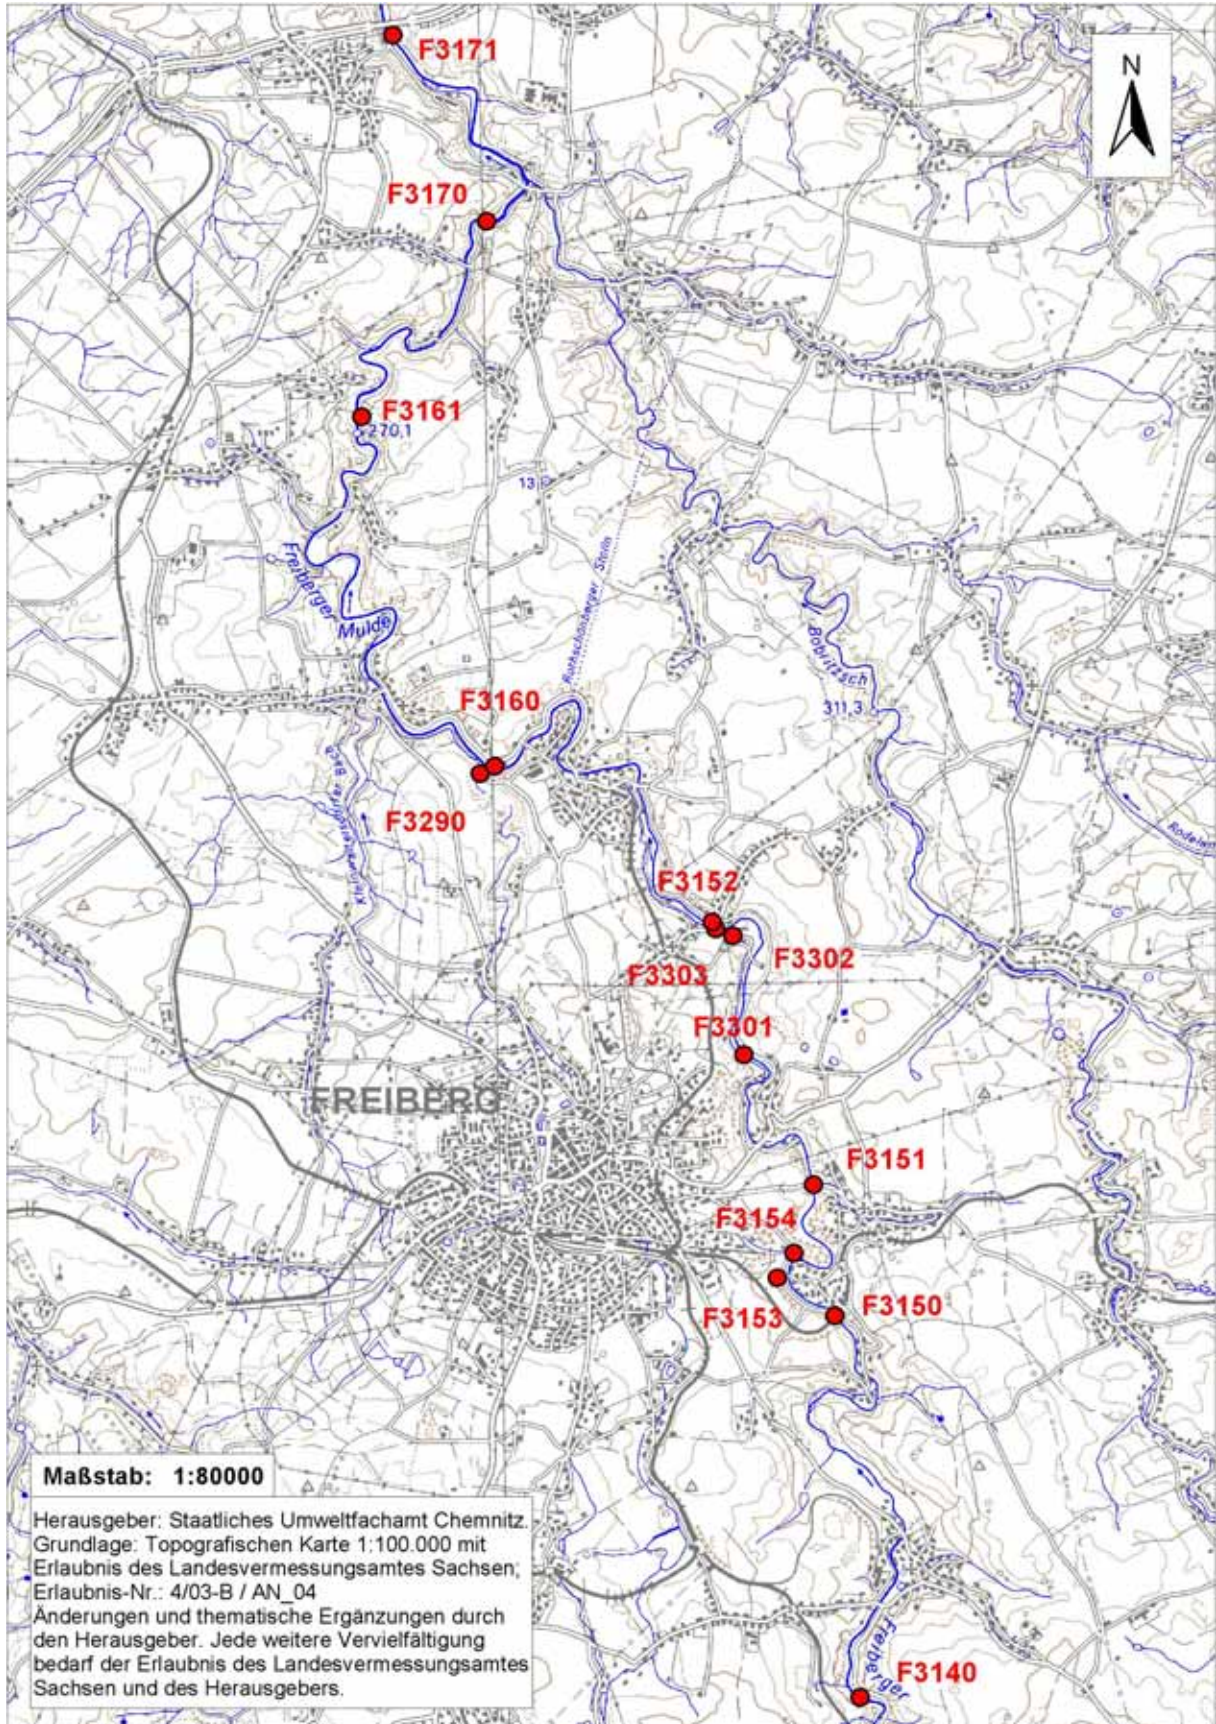 F3171
N
F3170
F3161
270,1
13
Freiberger
Mulde
Rothschönberger Stolln
Bobritzsch
311,3
F3160
Kleinwaltersdorfer Bach
F3290
F3152
F3302
F3303
F3301
FREIBERG
F3151
F3154
F3150
F3153
Maßstab: 1:80000
Herausgeber: Staatliches Umweltfachamt Chemnitz.
Grundlage: Topografischen Karte 1:100.000 mit
Erlaubnis des Landesvermessungsamtes Sachsen;
Erlaubnis-Nr.: 4/03-B / AN_04
Änderungen und thematische Ergänzungen durch
den Herausgeber. Jede weitere Vervielfältigung
bedarf der Erlaubnis des Landesvermessungsamtes
Sachsen und des Herausgebers.
Freiberger
F3140